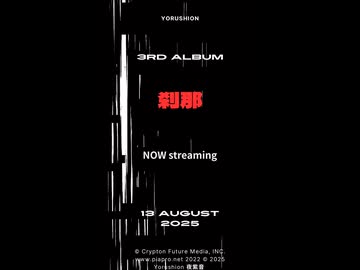 YORUSHION
3RD ALBUM
刹那
NOW streaming
13 AUGUST
2025
© Crypton Future Media, INC.
www.piapro.net 2022 © 2025
Yorushion 夜紫音